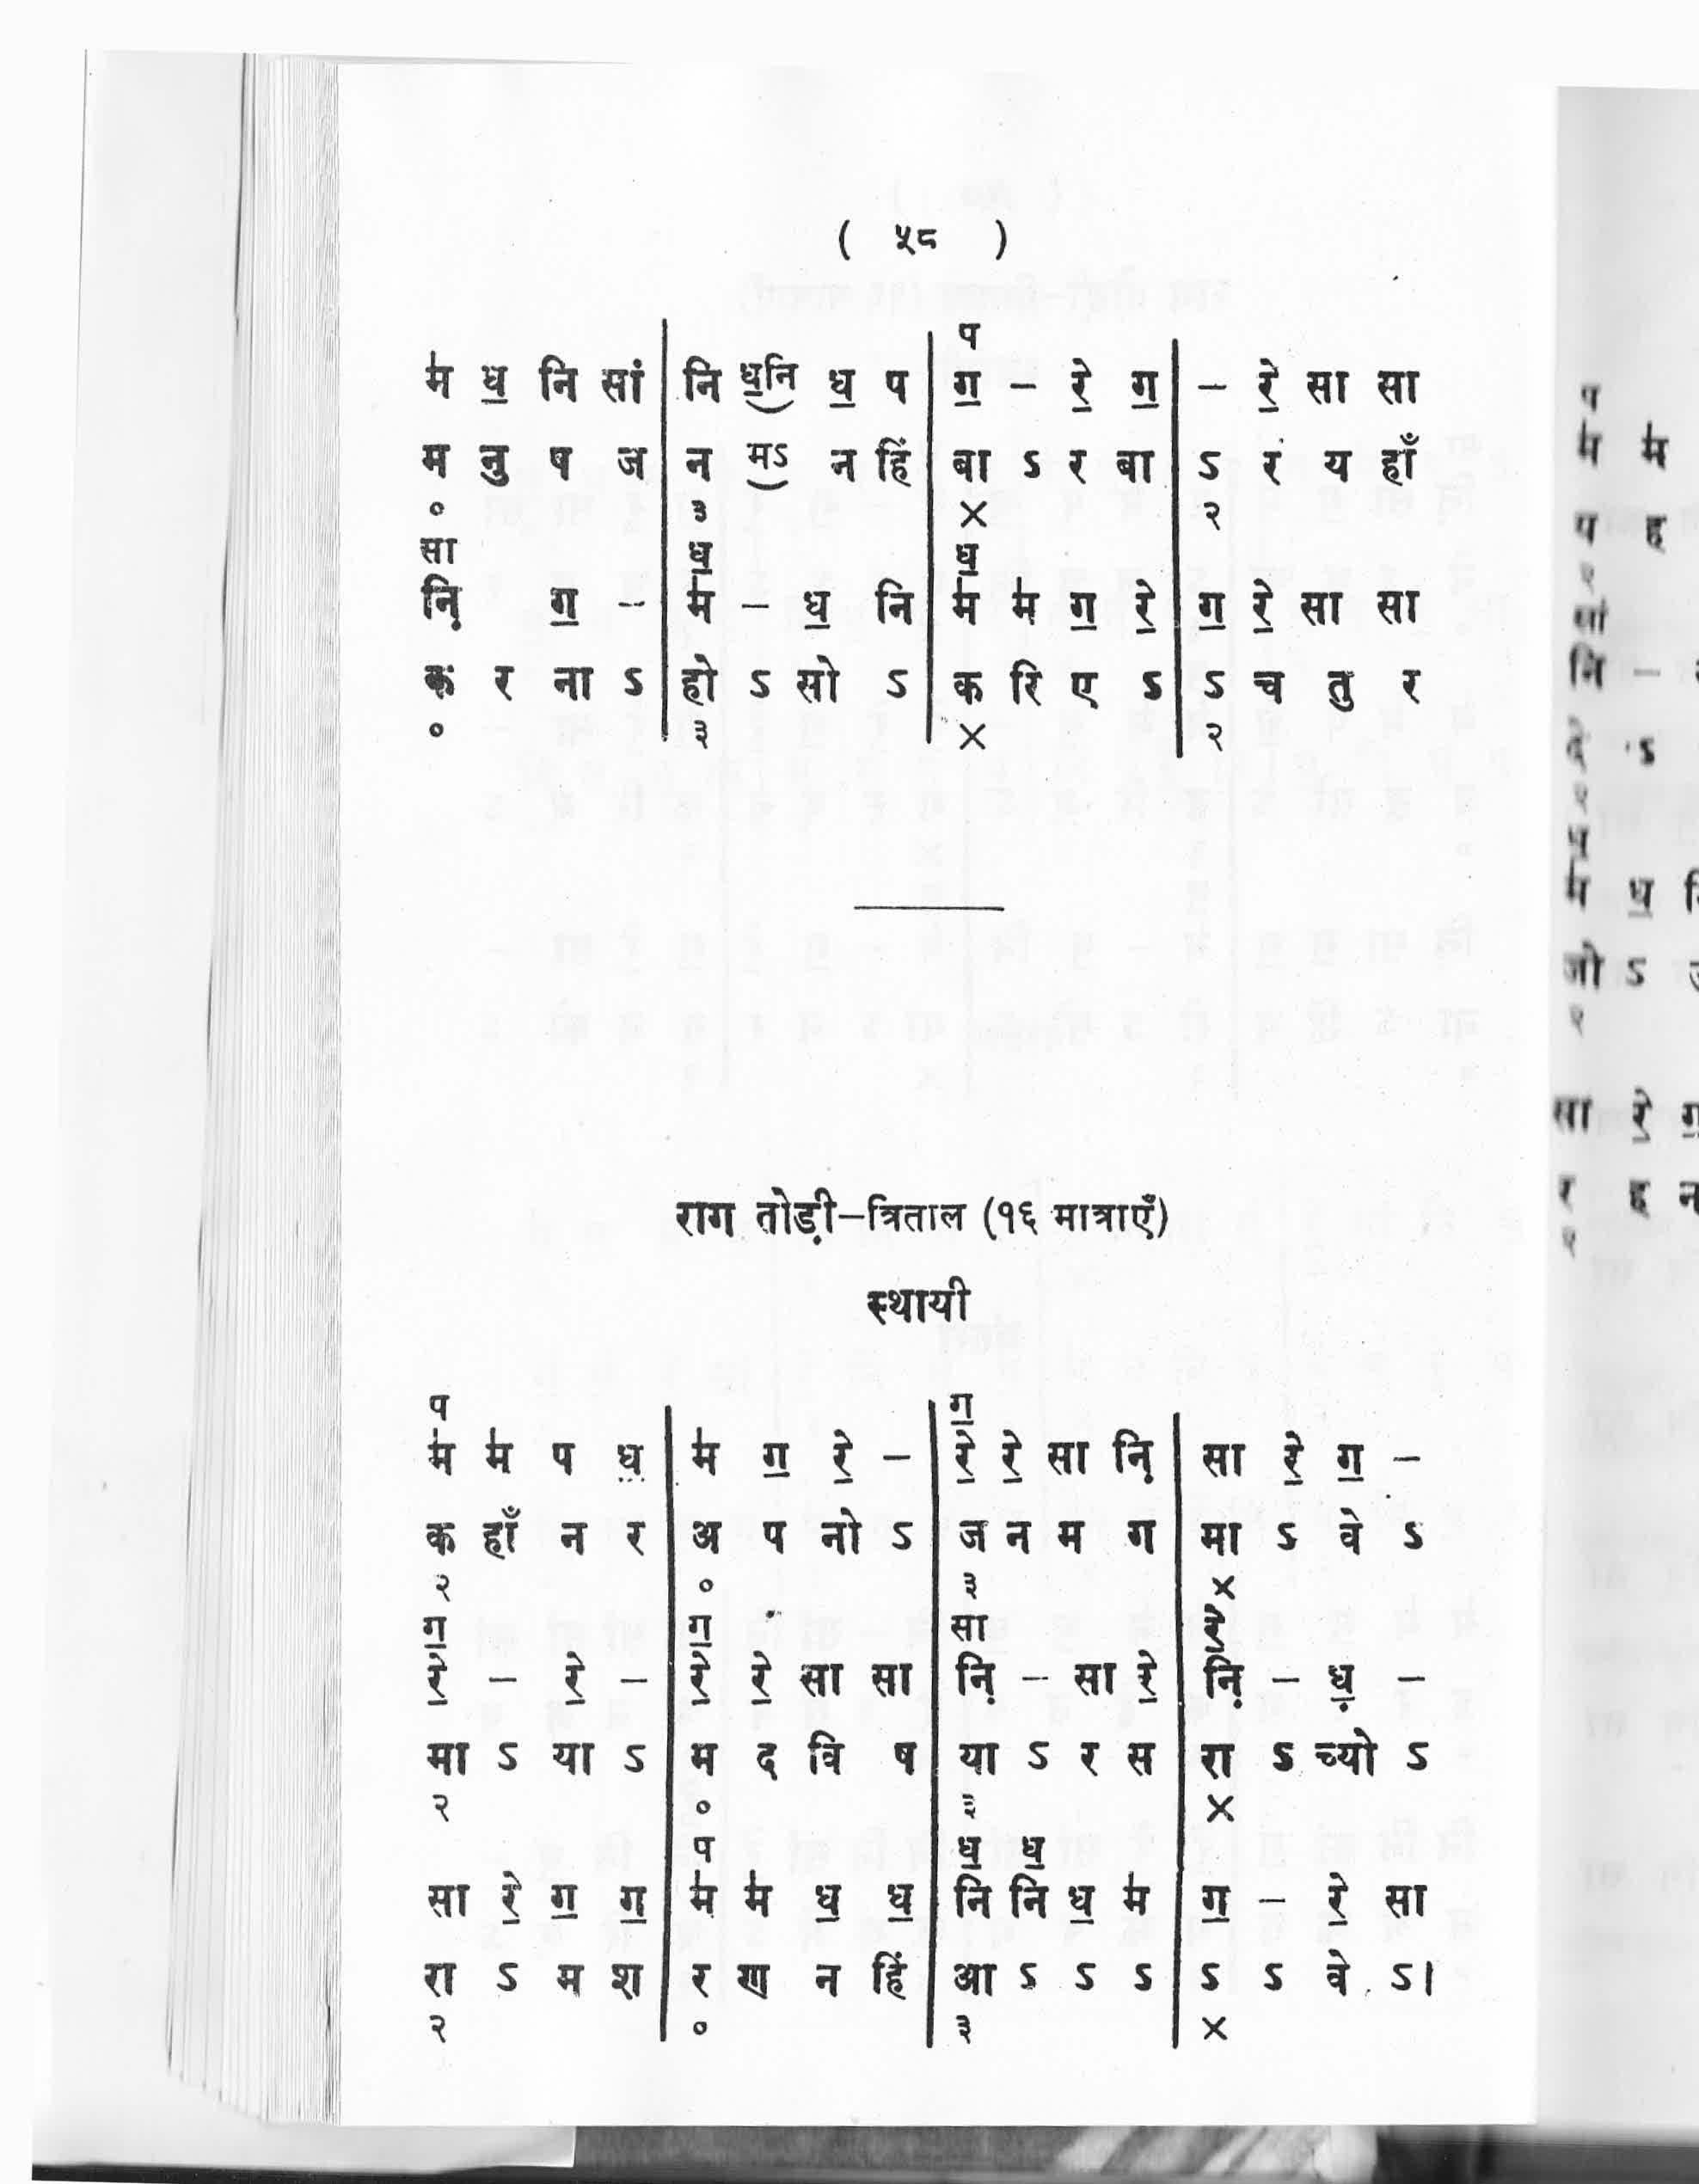 ( ५८ )
प
म॑ ध॒ नि सां | नि ध॒नि ध॒ प | ग॒ – रे॒ ग॒ | – रे॒ सा सा
म नु ष ज | न मऽ न हिं | बा ऽ र बा | ऽ र य हाँ
० ३ × २
सा ध॒ ध॒
नि़ ग॒ – | म॑ – ध॒ नि | म॑ म॑ ग॒ रे॒ | ग॒ रे॒ सा सा
क र ना ऽ | हो ऽ सो ऽ | क रि ए ऽ | ऽ च तु र
० ३ × २
राग तोड़ी–त्रिताल (१६ मात्राएँ)
स्थायी
प ग॒
म॑ म॑ प ध॒ | म॑ ग॒ रे॒ – | रे॒ रे॒ सा नि़ | सा रे॒ ग॒ –
क हाँ न र | अ प नो ऽ | ज न म ग | मा ऽ वे ऽ
२ ० ३ ×
ग॒ ग॒ सा रे॒
रे॒ – रे॒ – | रे॒ रे॒ सा सा | नि़ – सा रे॒ | नि़ – ध़॒ –
मा ऽ या ऽ | म द वि ष | या ऽ र स | रा ऽ च्यो ऽ
२ ० ३ ×
प ध॒ ध॒
सा रे॒ ग॒ ग॒ | म॑ म॑ ध॒ ध॒ | नि नि ध॒ म॑ | ग॒ – रे॒ सा
रा ऽ म श | र ण न हिं | आ ऽ ऽ ऽ | ऽ ऽ वे ऽ।
२ ० ३ ×